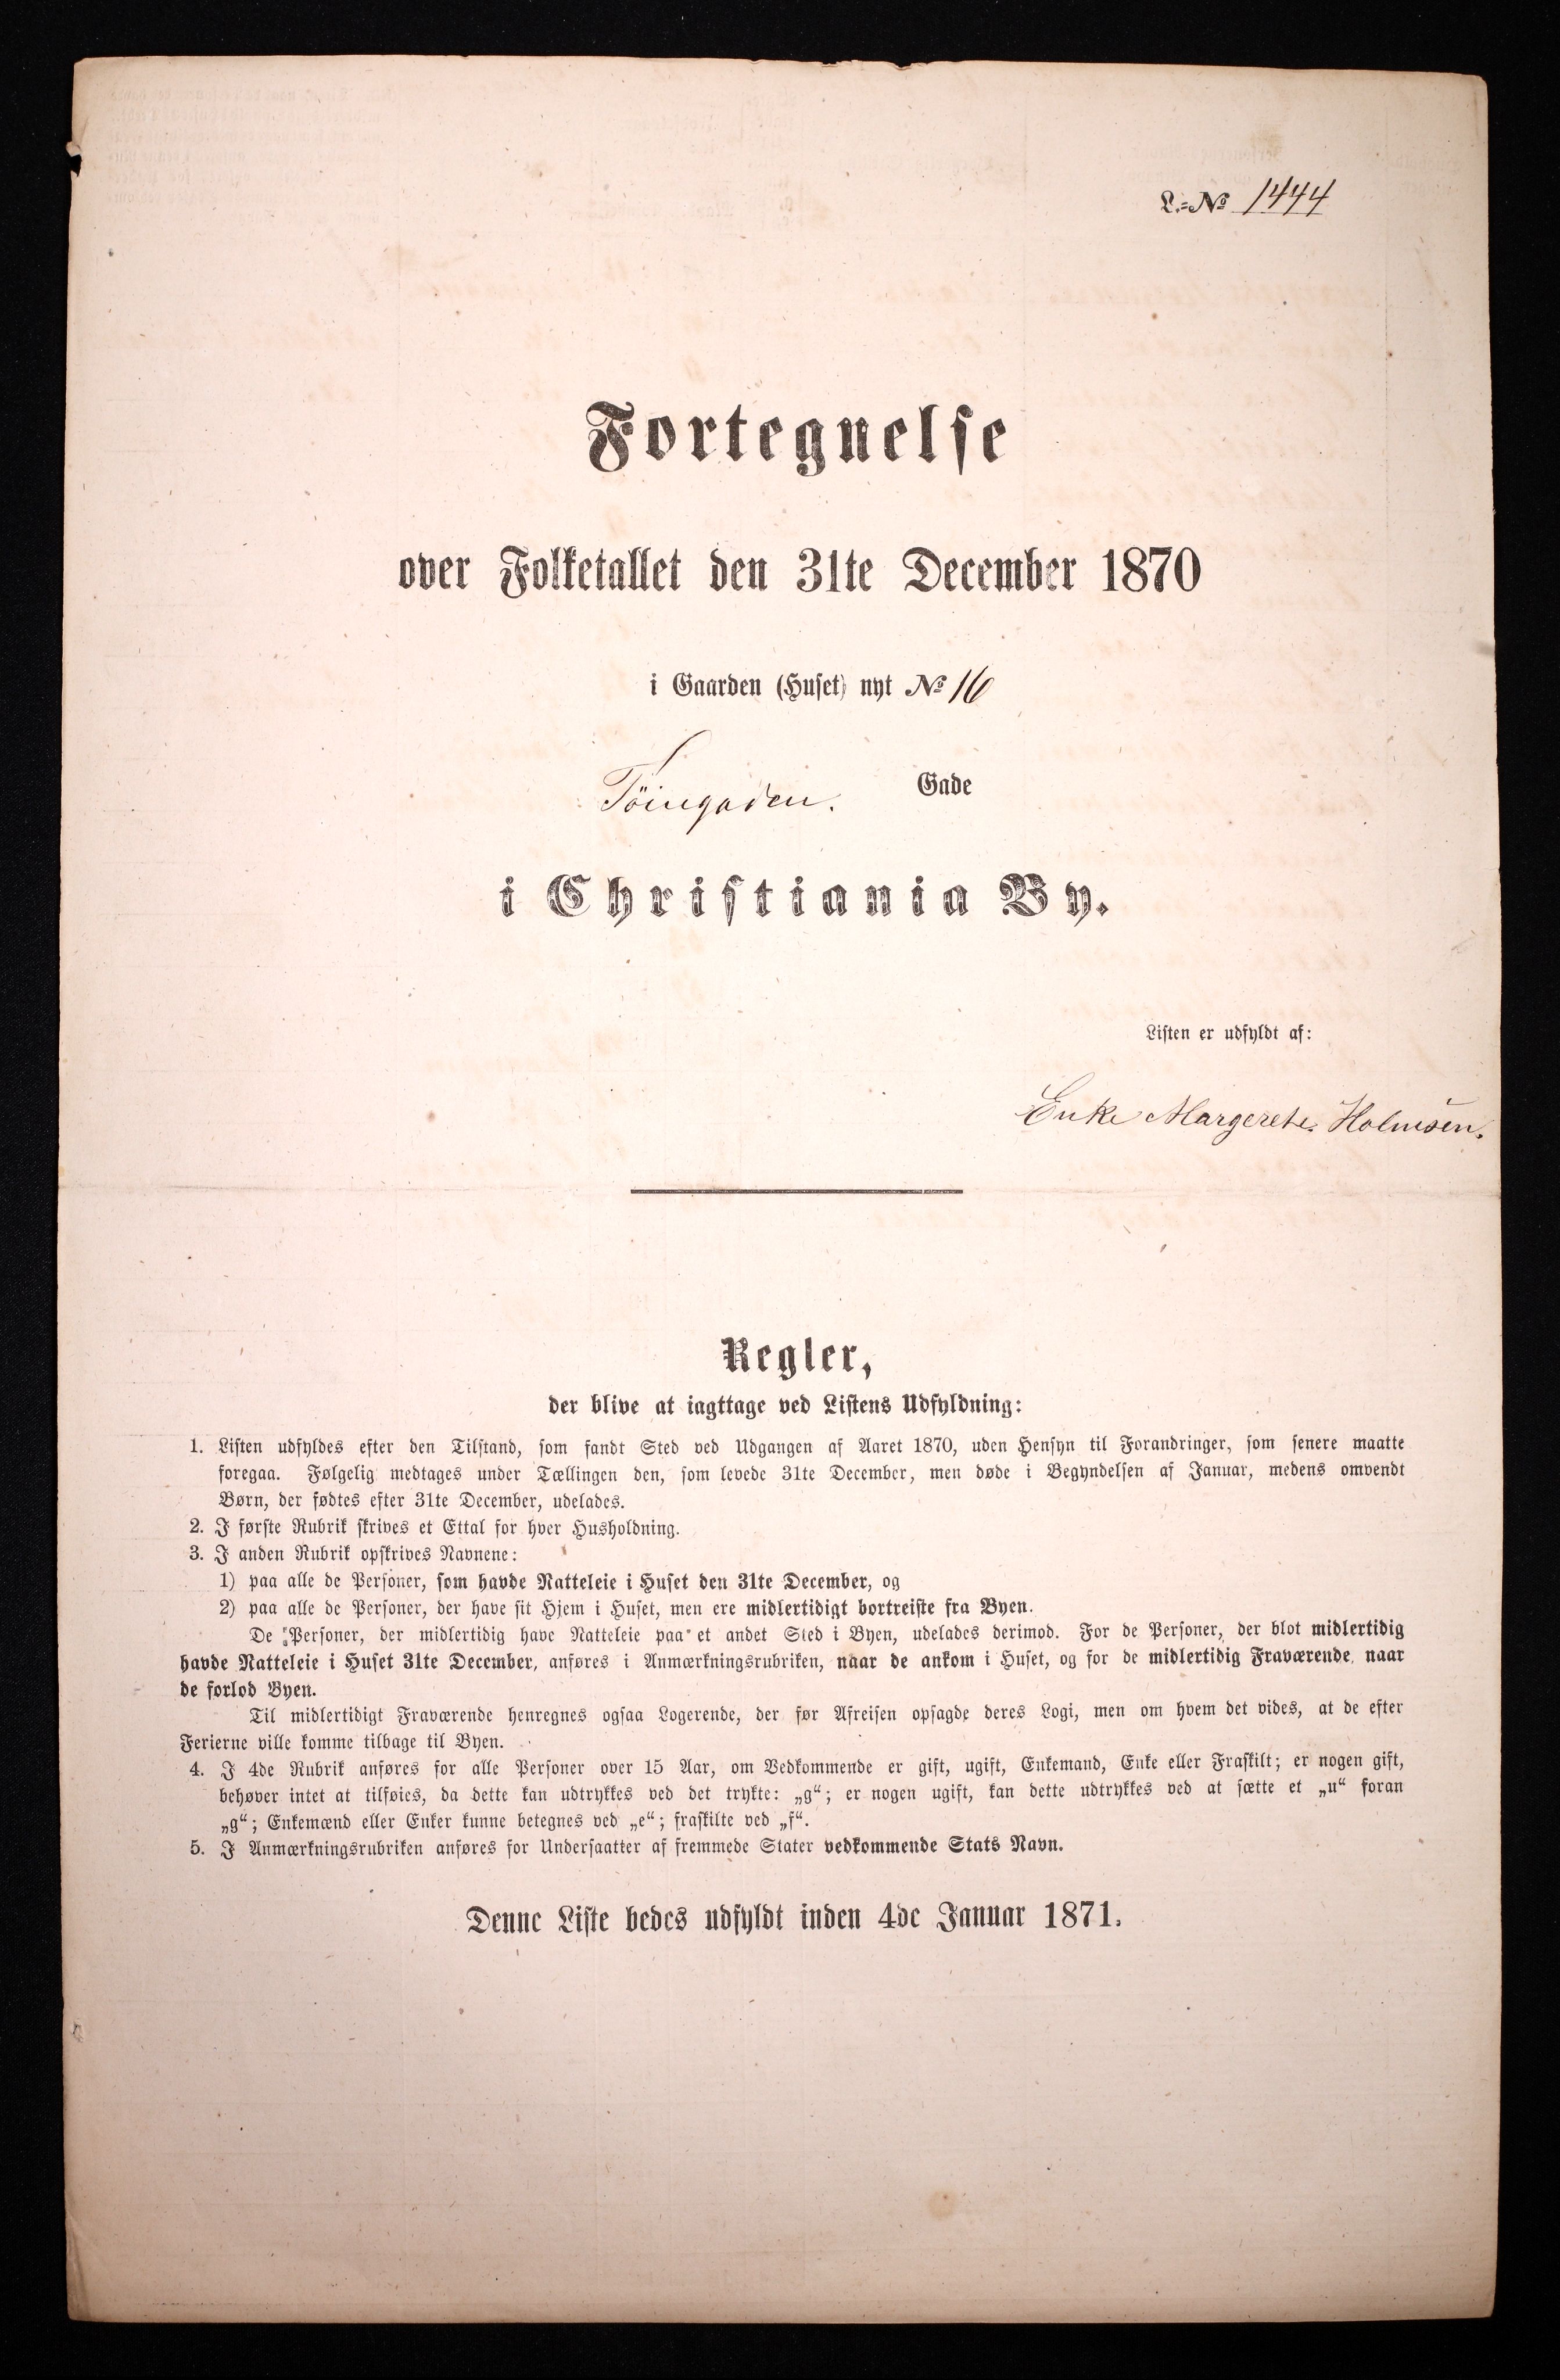 L.=№ 1444
Fortegnelse
over Folketallet den 31te December 1870
i Gaarden (Huset) nyt № 16
Töingaden. Gade
i Christiania By.
Listen er udfyldt af:
Enke Margerethe Holmsen.
Regler,
der blive at iagttage ved Listens Udfyldning:
1. Listen udfyldes efter den Tilstand, som fandt Sted ved Udgangen af Aaret 1870, uden Hensyn til Forandringer, som senere maatte
foregaa. Følgelig medtages under Tællingen den, som levede 31te December, men døde i Begyndelsen af Januar, medens omvendt
Børn, der fødtes efter 31te December, udelades.
2. I første Rubrik skrives et Ettal for hver Husholdning.
3. I anden Rubrik opskrives Navnene:
1) paa alle de Personer, som havde Natteleie i Huset den 31te December, og
2) paa alle de Personer, der have sit Hjem i Huset, men ere midlertidigt bortreiste fra Byen.
De Personer, der midlertidig have Natteleie paa et andet Sted i Byen, udelades derimod. For de Personer, der blot midlertidig
havde Natteleie i Huset 31te December, anføres i Anmærkningsrubriken, naar de ankom i Huset, og for de midlertidig Fraværende, naar
de forlod Byen.
Til midlertidigt Fraværende henregnes ogsaa Logerende, der før Afreisen opsagde deres Logi, men om hvem det vides, at de efter
Ferierne ville komme tilbage til Byen.
4. I 4de Rubrik anføres for alle Personer over 15 Aar, om Vedkommende er gift, ugift, Enkemand, Enke eller Fraskilt; er nogen gift,
behøver intet at tilføies, da dette kan udtrykkes ved det trykte: „g“; er nogen ugift, kan dette udtrykkes ved at sætte et „u“ foran
„g“; Enkemænd eller Enker kunne betegnes ved „e“; fraskilte ved „f“.
5. I Anmærkningsrubriken anføres for Undersaatter af fremmede Stater vedkommende Stats Navn.
Denne Liste bedes udfyldt inden 4de Januar 1871.